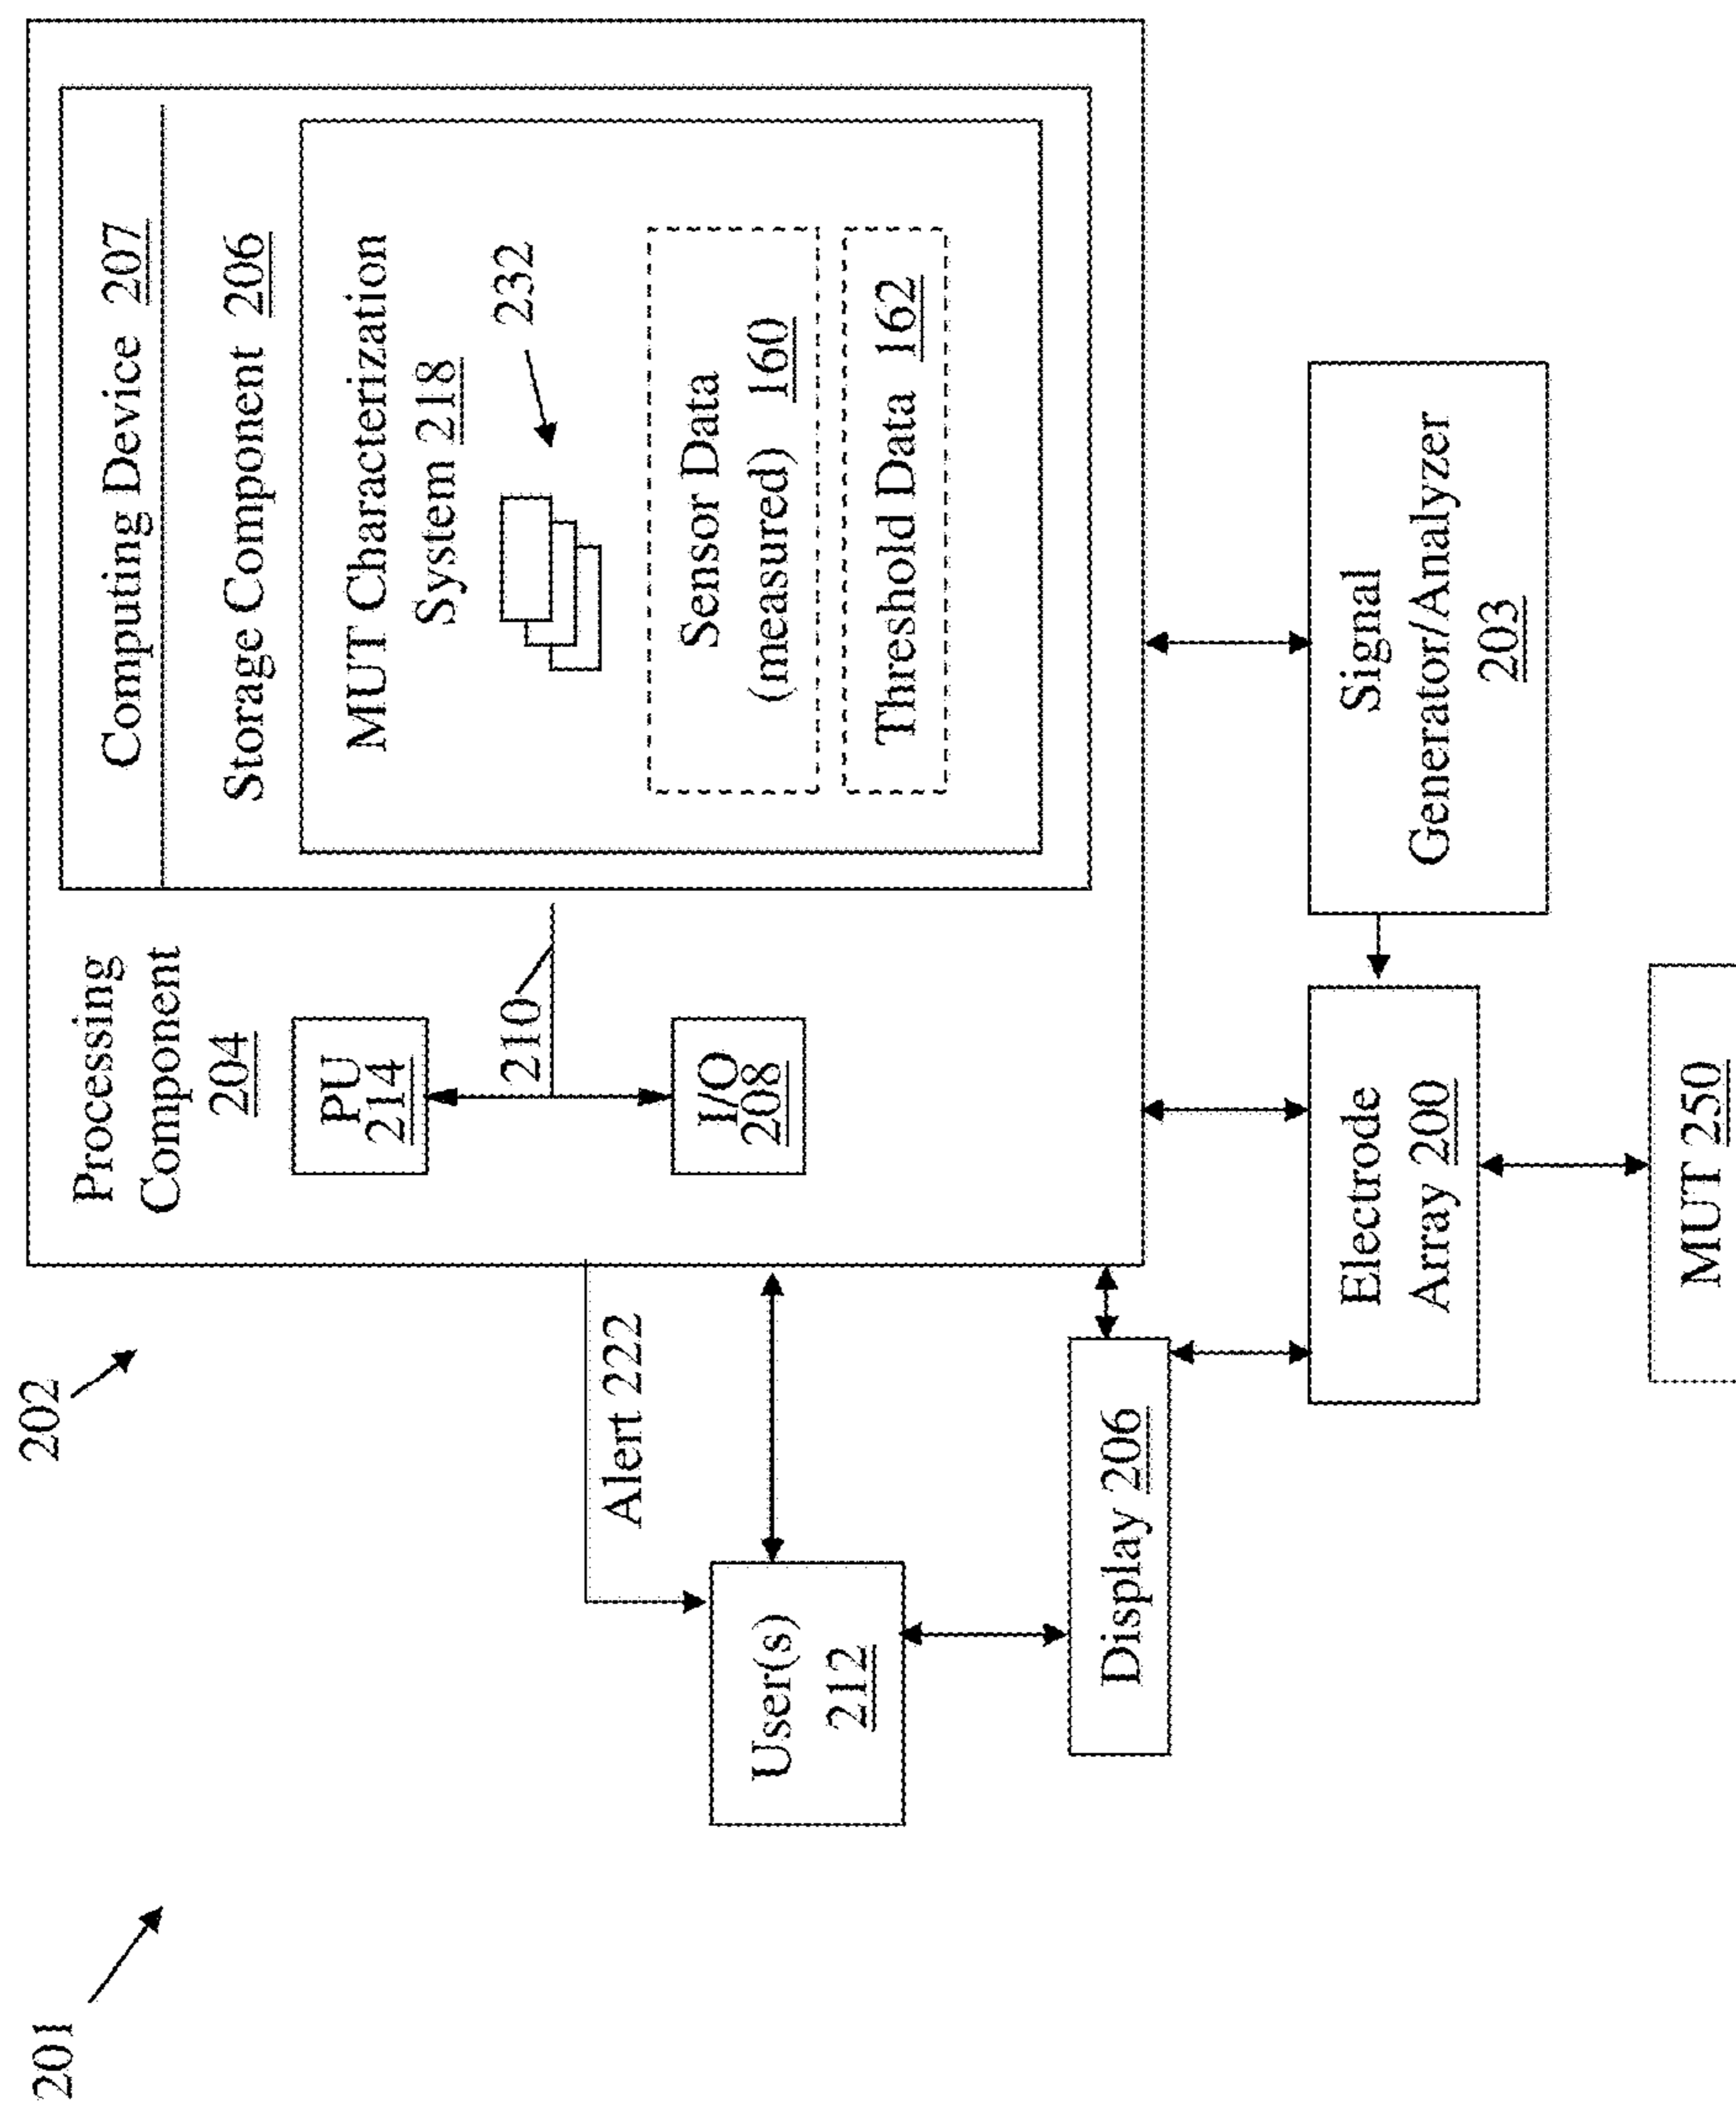 201
202
Processing
Component
204
Computing Device 207
Storage Component 206
PU
214
210
I/O
208
MUT Characterization
System 218
232
Sensor Data
(measured) 160
Threshold Data 162
Alert 222
User(s)
212
Display 206
Electrode
Array 200
Signal
Generator/Analyzer
203
MUT 250